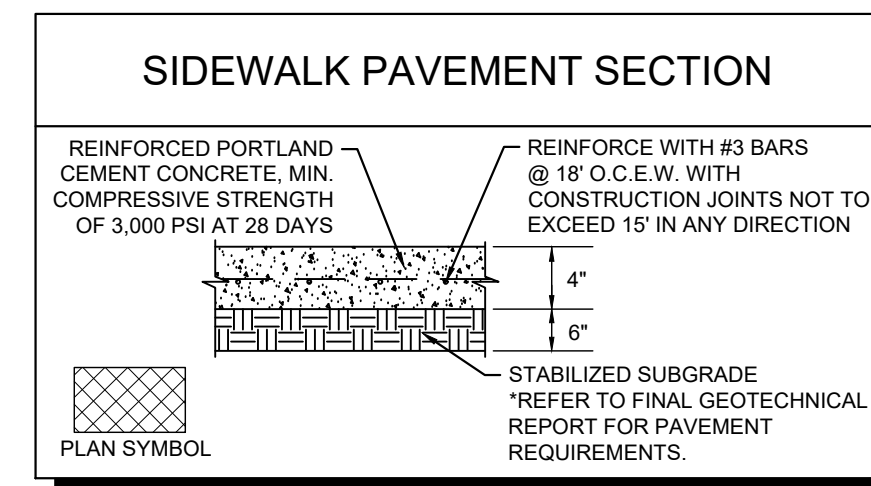 SIDEWALK PAVEMENT SECTION
REINFORCED PORTLAND
CEMENT CONCRETE, MIN.
COMPRESSIVE STRENGTH
OF 3,000 PSI AT 28 DAYS
REINFORCE WITH #3 BARS
@ 18' O.C.E.W. WITH
CONSTRUCTION JOINTS NOT TO
EXCEED 15' IN ANY DIRECTION
4"
6"
STABILIZED SUBGRADE
*REFER TO FINAL GEOTECHNICAL
REPORT FOR PAVEMENT
REQUIREMENTS.
PLAN SYMBOL